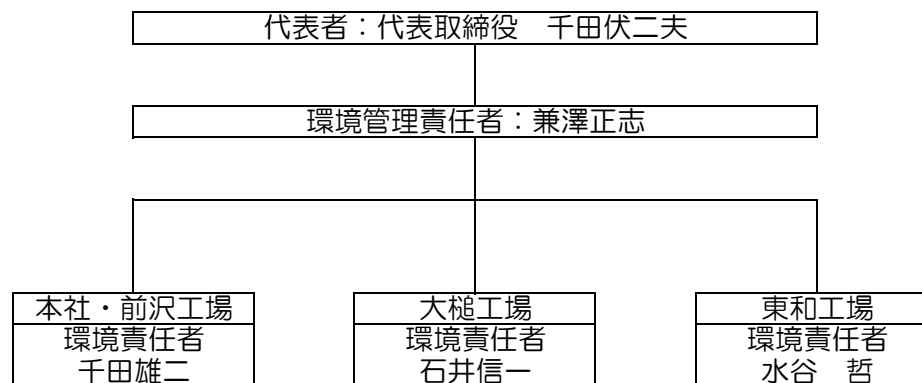 代表者：代表取締役　千田伏二夫
環境管理責任者：兼澤正志
本社・前沢工場
環境責任者
千田雄二
大槌工場
環境責任者
石井信一
東和工場
環境責任者
水谷　哲